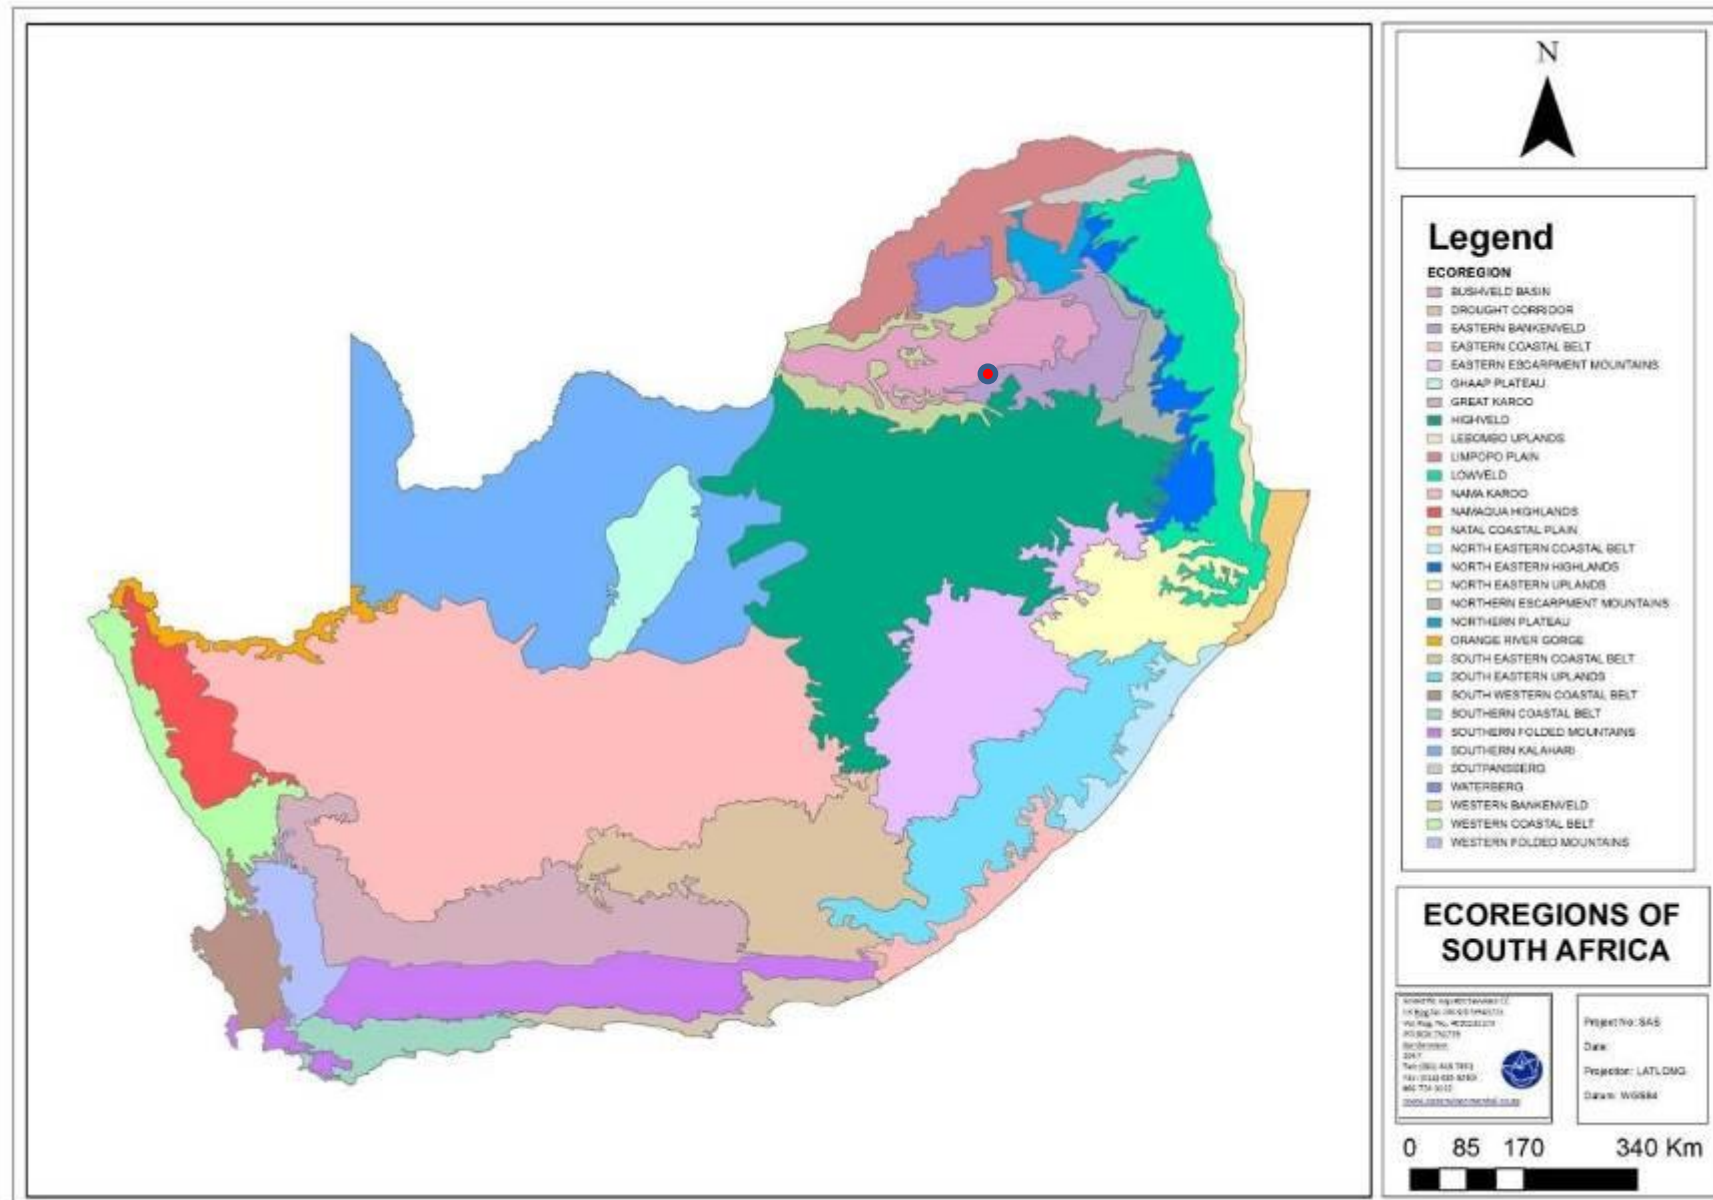 N
Legend
ECOREGION
BUSHVELD BASIN
DROUGHT CORRIDOR
EASTERN BANKENVELD
EASTERN COASTAL BELT
EASTERN ESCARPMENT MOUNTAINS
GHAAP PLATEAU
GREAT KAROO
HIGHVELD
LEBOMBO UPLANDS
LIMPOPO PLAIN
LOWVELD
NAMA KAROO
NAMAQUA HIGHLANDS
NATAL COASTAL PLAIN
NORTH EASTERN COASTAL BELT
NORTH EASTERN HIGHLANDS
NORTH EASTERN UPLANDS
NORTHERN ESCARPMENT MOUNTAINS
NORTHERN PLATEAU
ORANGE RIVER GORGE
SOUTH EASTERN COASTAL BELT
SOUTH EASTERN UPLANDS
SOUTH WESTERN COASTAL BELT
SOUTHERN COASTAL BELT
SOUTHERN FOLDED MOUNTAINS
SOUTHERN KALAHARI
SOUTPANSBERG
WATERBERG
WESTERN BANKENVELD
WESTERN COASTAL BELT
WESTERN FOLDED MOUNTAINS
ECOREGIONS OF
SOUTH AFRICA
Project No: SAS
Date:
Projection: LATLONG
Datum: WGS84
0 85 170 340 Km